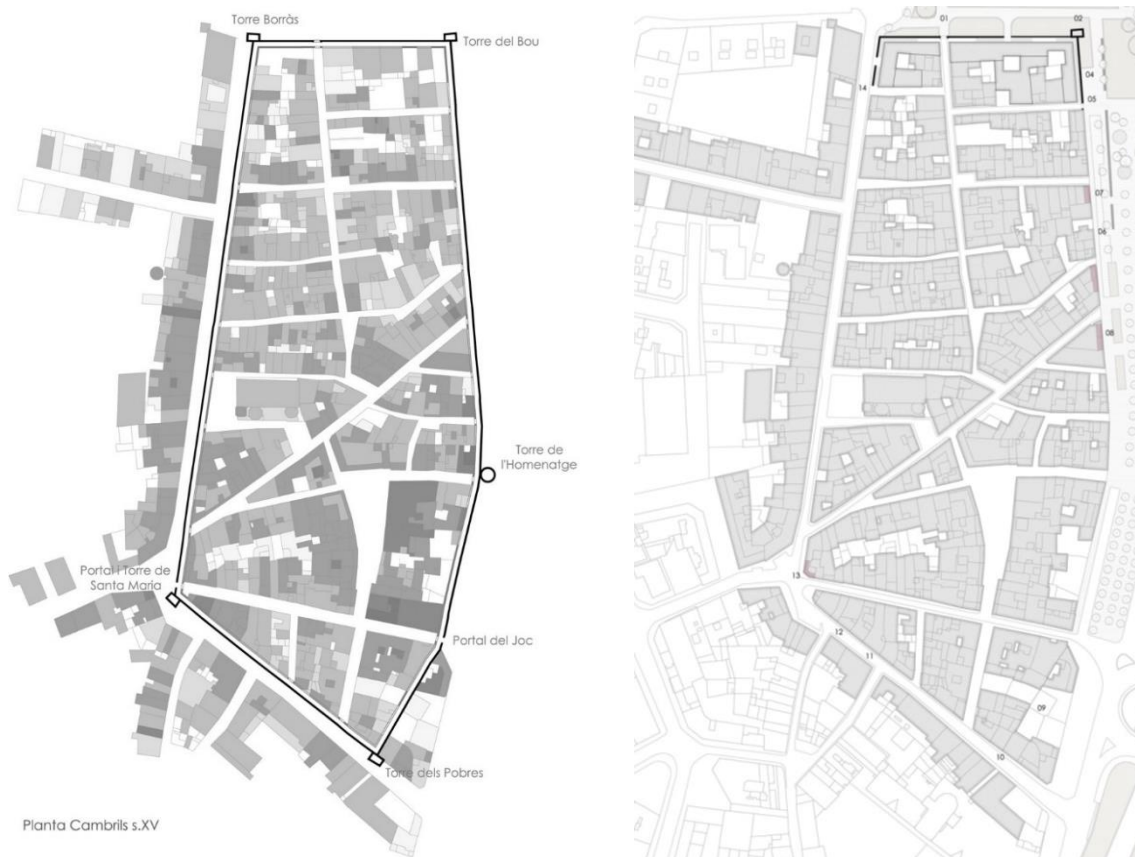 Torre Borràs
Torre del Bou
Torre de
l'Homenatge
Portal i Torre de
Santa Maria
Portal del Joc
Torre dels Pobres
Planta Cambrils s.XV
01
02
04
05
14
07
06
08
13
12
11
09
10